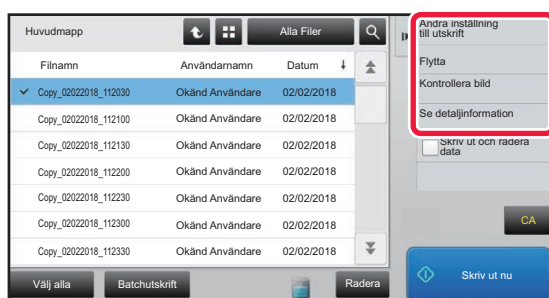 Huvudmapp
Alla Filer
Filnamn Användarnamn Datum
Copy_02022018_112030 Okänd Användare 02/02/2018
Copy_02022018_112100 Okänd Användare 02/02/2018
Copy_02022018_112130 Okänd Användare 02/02/2018
Copy_02022018_112200 Okänd Användare 02/02/2018
Copy_02022018_112230 Okänd Användare 02/02/2018
Copy_02022018_112300 Okänd Användare 02/02/2018
Copy_02022018_112330 Okänd Användare 02/02/2018
Välj alla
Batchutskrift
Radera
Ändra inställning
till utskrift
Flytta
Kontrollera bild
Se detaljinformation
Skriv ut och radera
data
CA
Skriv ut nu